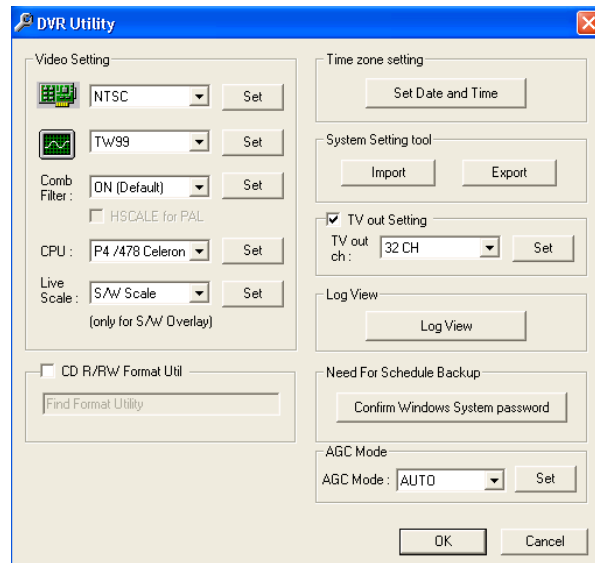 DVR Utility
Video Setting
NTSC
Set
TW99
Set
Comb
Filter :
ON (Default)
Set
HSCALE for PAL
CPU :
P4 /478 Celeron
Set
Live
Scale :
S/W Scale
Set
(only for S/W Overlay)
CD R/RW Format Util
Find Format Utility
Time zone setting
Set Date and Time
System Setting tool
Import
Export
TV out Setting
TV out
ch :
32 CH
Set
Log View
Log View
Need For Schedule Backup
Confirm Windows System password
AGC Mode
AGC Mode :
AUTO
Set
OK
Cancel